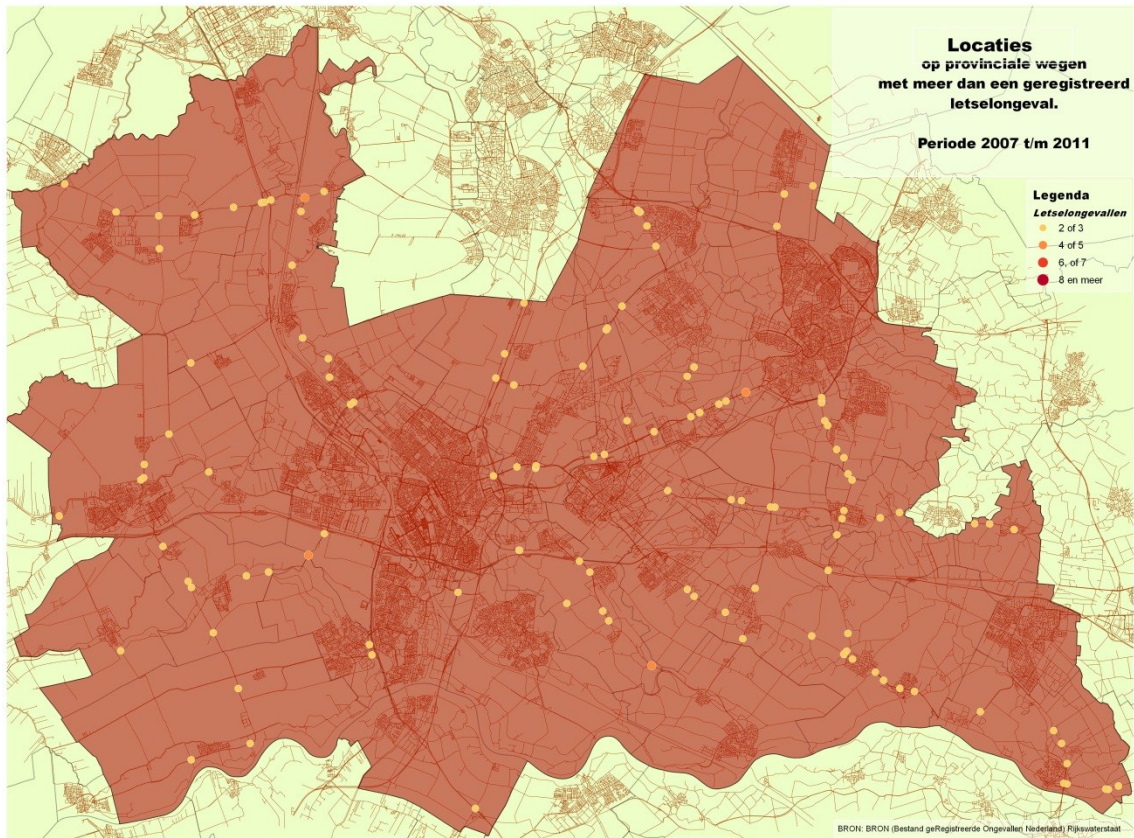 Locaties
op provinciale wegen
met meer dan een geregistreerd
letselongeval.
Periode 2007 t/m 2011
Legenda
Letselongevallen
2 of 3
4 of 5
6, of 7
8 en meer
BRON: BRON (Bestand geRegistreerde Ongevallen Nederland) Rijkswaterstaat